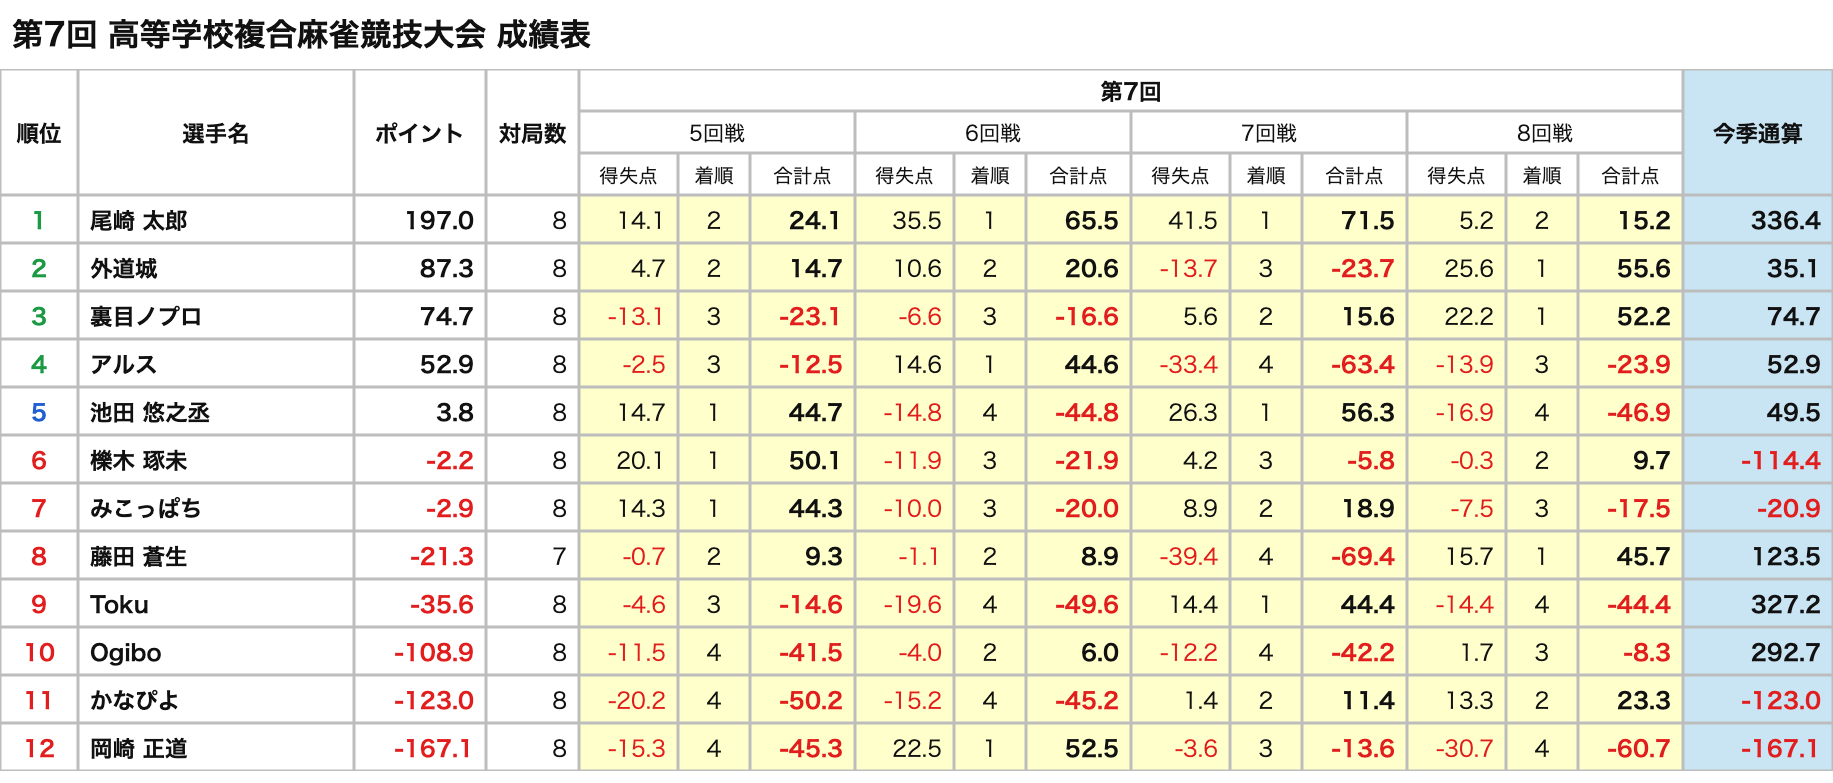 第7回 高等学校複合麻雀競技大会 成績表
順位 選手名 ポイント 対局数 第7回 今季通算
5回戦 6回戦 7回戦 8回戦
得失点 着順 合計点 得失点 着順 合計点 得失点 着順 合計点 得失点 着順 合計点
1 尾崎 太郎 197.0 8 14.1 2 24.1 35.5 1 65.5 41.5 1 71.5 5.2 2 15.2 336.4
2 外道城 87.3 8 4.7 2 14.7 10.6 2 20.6 -13.7 3 -23.7 25.6 1 55.6 35.1
3 裏目ノプロ 74.7 8 -13.1 3 -23.1 -6.6 3 -16.6 5.6 2 15.6 22.2 1 52.2 74.7
4 アルス 52.9 8 -2.5 3 -12.5 14.6 1 44.6 -33.4 4 -63.4 -13.9 3 -23.9 52.9
5 池田 悠之丞 3.8 8 14.7 1 44.7 -14.8 4 -44.8 26.3 1 56.3 -16.9 4 -46.9 49.5
6 櫟木 琢未 -2.2 8 20.1 1 50.1 -11.9 3 -21.9 4.2 3 -5.8 -0.3 2 9.7 -114.4
7 みこっぱち -2.9 8 14.3 1 44.3 -10.0 3 -20.0 8.9 2 18.9 -7.5 3 -17.5 -20.9
8 藤田 蒼生 -21.3 7 -0.7 2 9.3 -1.1 2 8.9 -39.4 4 -69.4 15.7 1 45.7 123.5
9 Toku -35.6 8 -4.6 3 -14.6 -19.6 4 -49.6 14.4 1 44.4 -14.4 4 -44.4 327.2
10 Ogibo -108.9 8 -11.5 4 -41.5 -4.0 2 6.0 -12.2 4 -42.2 1.7 3 -8.3 292.7
11 かなぴよ -123.0 8 -20.2 4 -50.2 -15.2 4 -45.2 1.4 2 11.4 13.3 2 23.3 -123.0
12 岡崎 正道 -167.1 8 -15.3 4 -45.3 22.5 1 52.5 -3.6 3 -13.6 -30.7 4 -60.7 -167.1